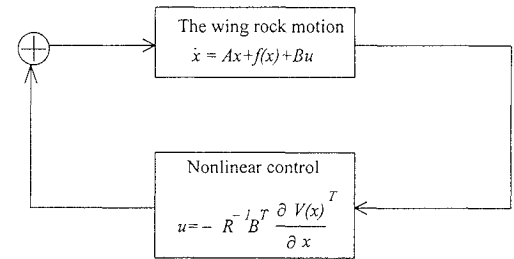 The wing rock motion
ẋ = Ax+f(x)+Bu
Nonlinear control
u = − R⁻¹Bᵀ ∂ V(x)ᵀ / ∂ x